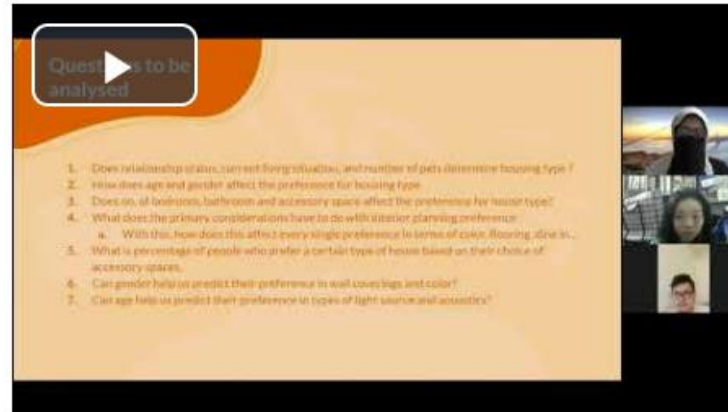 Questions to be
analysed
1. Does relationship status, current living situation, and number of pets determine housing type ?
2. How does age and gender affect the preference for housing type
3. Does no. of bedroom, bathroom and accessory space affect the preference for house type?
4. What does the primary considerations have to do with interior planning preference
a. With this, how does this affect every single preference in terms of color, flooring, dine in...
5. What is percentage of people who prefer a certain type of house based on their choice of
accessory spaces.
6. Can gender help us predict their preference in wall coverings and color?
7. Can age help us predict their preference in types of light source and acoustics?